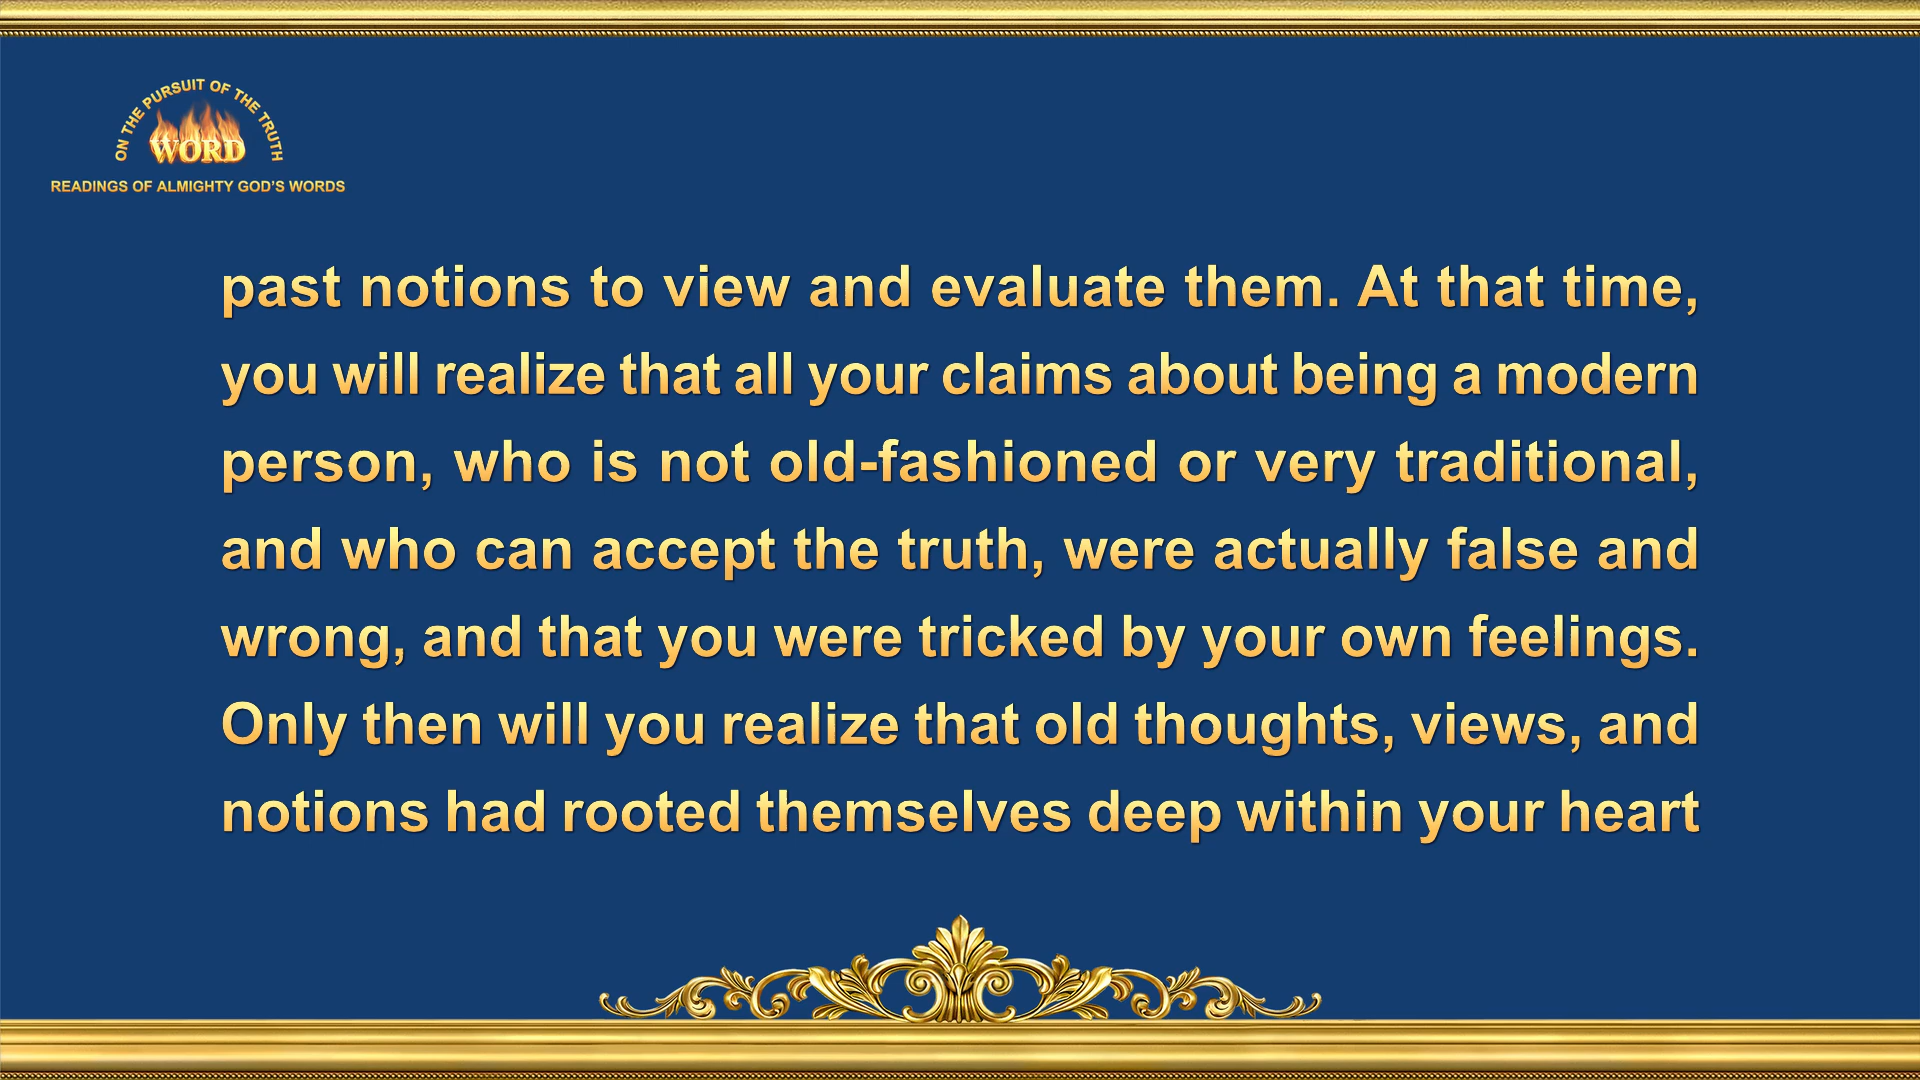 ON THE PURSUIT OF THE TRUTH
WORD
READINGS OF ALMIGHTY GOD'S WORDS
past notions to view and evaluate them. At that time,
you will realize that all your claims about being a modern
person, who is not old-fashioned or very traditional,
and who can accept the truth, were actually false and
wrong, and that you were tricked by your own feelings.
Only then will you realize that old thoughts, views, and
notions had rooted themselves deep within your heart